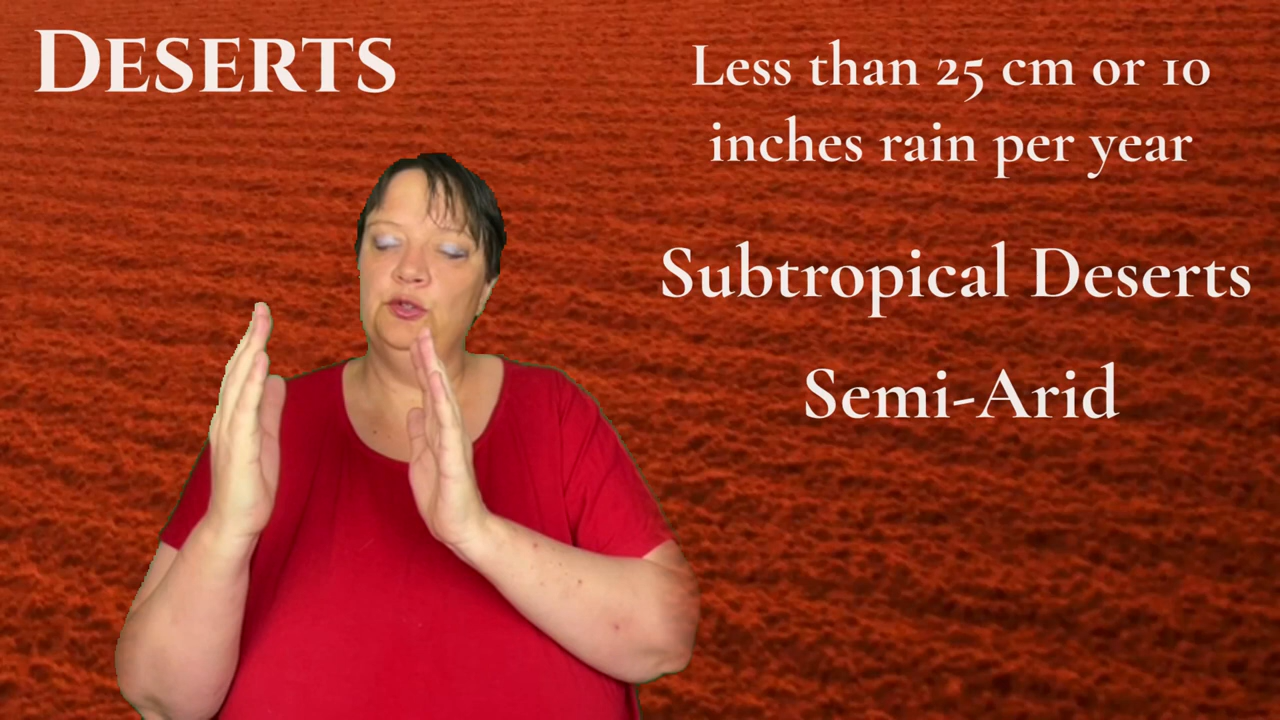 Deserts
Less than 25 cm or 10
inches rain per year
Subtropical Deserts
Semi-Arid